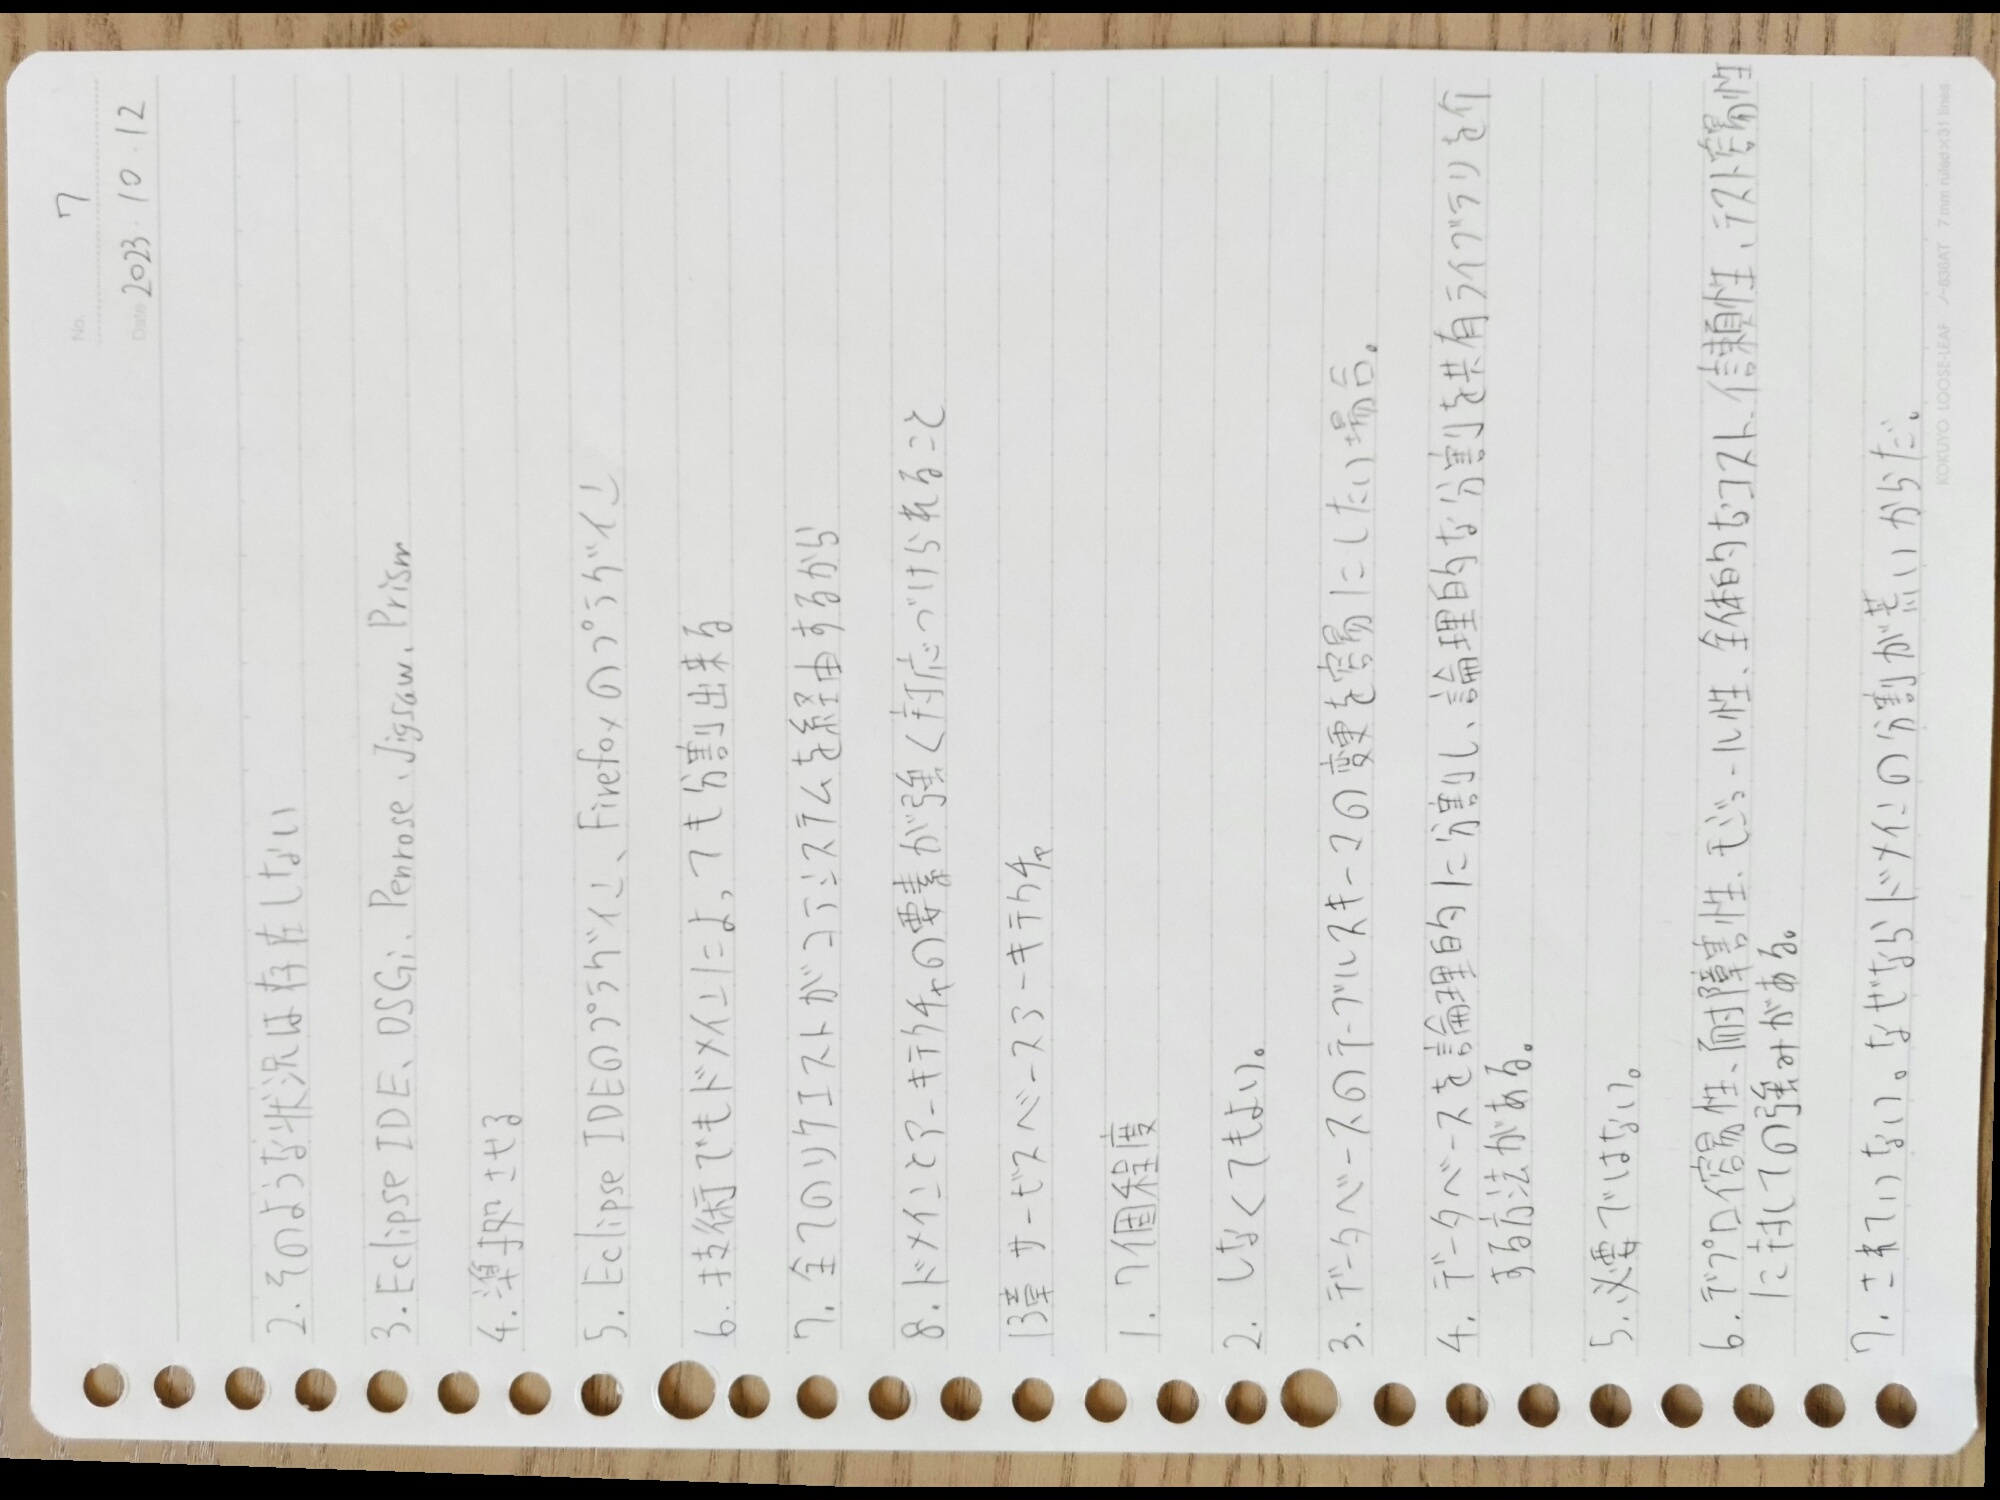 No. 7
Date 2023・10・12
2. そのような状況は存在しない
3. Eclipse IDE、OSGi、Penrose、Jigsaw、Prism
4. 準拠させる
5. Eclipse IDEのプラグイン、Firefoxのプラグイン
6. 技術でもドメインによっても分割出来る
7. 全てのリクエストがコアシステムを経由するから
8. ドメインとアーキテクチャの要素が強く対応づけられること
13章 サービスベースアーキテクチャ
1. 7個程度
2. しなくてもよい。
3. データベースのテーブルスキーマの変更を容易にしたい場合。
4. データベースを論理的に分割し、論理的な分割を共有ライブラリを介
する方法がある。
5. 必要ではない。
6. デプロイ容易性、耐障害性、モジュール性、全体的なコスト、信頼性、テスト容易性
に対しての強みがある。
7. されていない。なぜならドメインの分割が荒いからだ。
KOKUYO LOOSE-LEAF ノ-836AT 7 mm ruled×31 lines